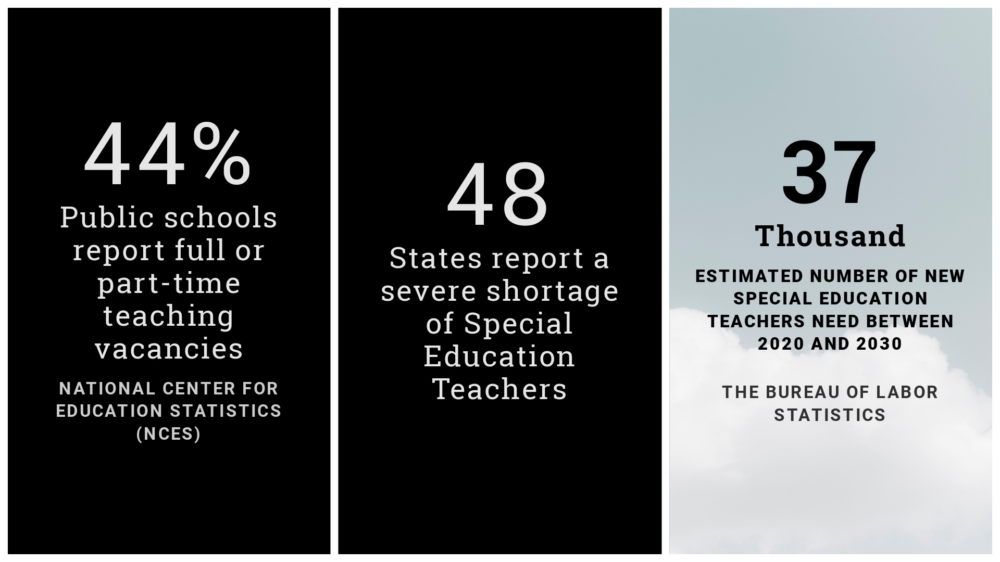 44%
Public schools
report full or
part-time
teaching
vacancies
NATIONAL CENTER FOR
EDUCATION STATISTICS
(NCES)
48
States report a
severe shortage
of Special
Education
Teachers
37
Thousand
ESTIMATED NUMBER OF NEW
SPECIAL EDUCATION
TEACHERS NEED BETWEEN
2020 AND 2030
THE BUREAU OF LABOR
STATISTICS